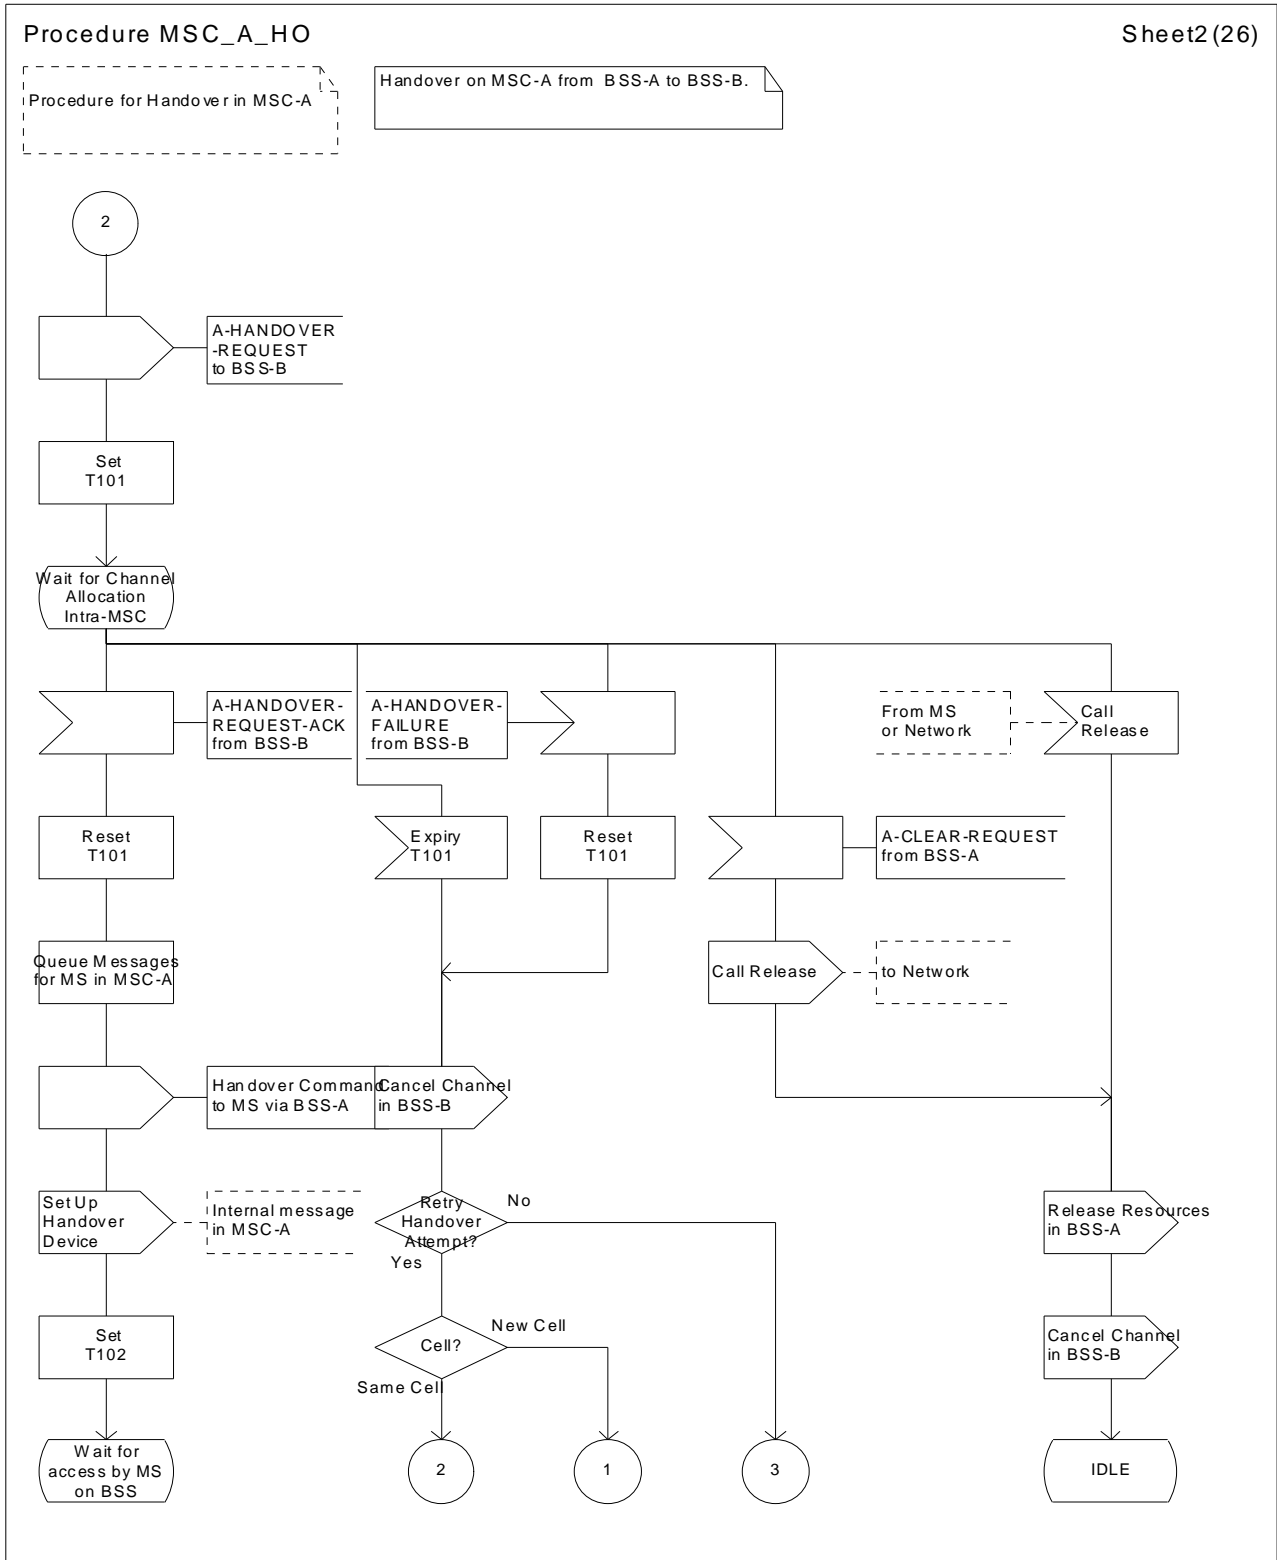 Procedure MSC_A_HO
Sheet2(26)
Procedure for Handover in MSC-A
Handover on MSC-A from BSS-A to BSS-B.
2
A-HANDOVER
-REQUEST
to BSS-B
Set
T101
Wait for Channel
Allocation
Intra-MSC
A-HANDOVER-
REQUEST-ACK
from BSS-B
A-HANDOVER-
FAILURE
from BSS-B
From MS
or Network
Call
Release
Reset
T101
Expiry
T101
Reset
T101
A-CLEAR-REQUEST
from BSS-A
Queue Messages
for MS in MSC-A
Call Release
to Network
Handover Command
to MS via BSS-A
Cancel Channel
in BSS-B
Set Up
Handover
Device
Internal message
in MSC-A
Retry
Handover
Attempt?
No
Yes
Release Resources
in BSS-A
Set
T102
Cell?
New Cell
Same Cell
Cancel Channel
in BSS-B
Wait for
access by MS
on BSS
2
1
3
IDLE